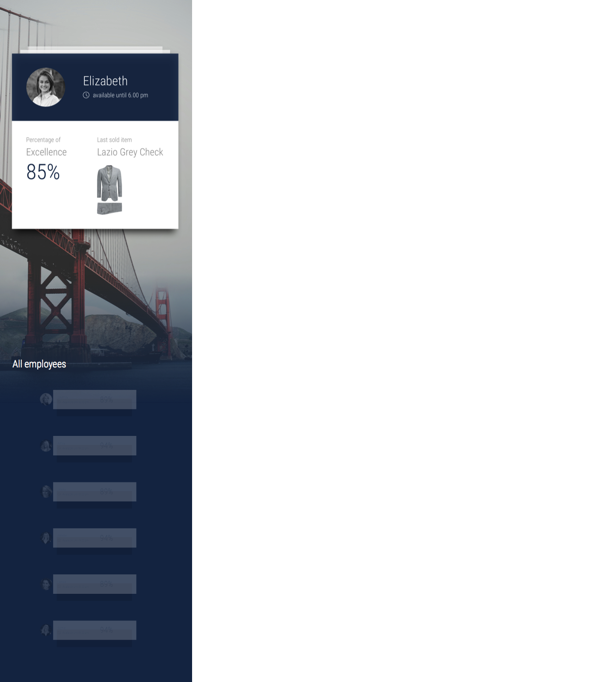 Elizabeth
available until 6.00 pm
Percentage of
Last sold item
Excellence
Lazio Grey Check
85%
All employees